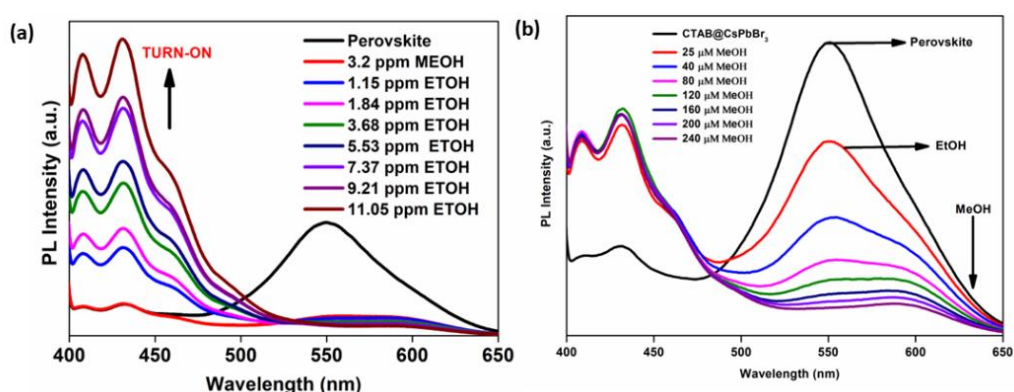 (a)
TURN-ON
Perovskite
3.2 ppm MEOH
1.15 ppm ETOH
1.84 ppm ETOH
3.68 ppm ETOH
5.53 ppm ETOH
7.37 ppm ETOH
9.21 ppm ETOH
11.05 ppm ETOH
PL Intensity (a.u.)
400 450 500 550 600 650
Wavelength (nm)
(b)
CTAB@CsPbBr₃
25 µM MeOH
40 µM MeOH
80 µM MeOH
120 µM MeOH
160 µM MeOH
200 µM MeOH
240 µM MeOH
Perovskite
EtOH
MeOH
PL Intensity (a.u.)
400 450 500 550 600 650
Wavelength (nm)